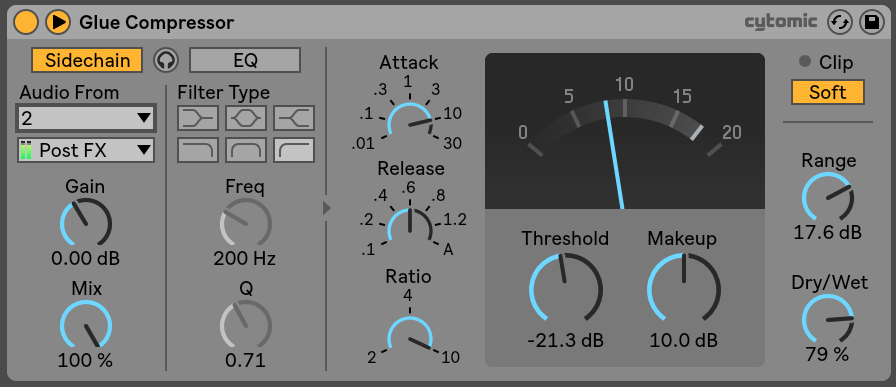 Glue Compressor
cytomic
Sidechain
EQ
Audio From
2
Post FX
Gain
0.00 dB
Mix
100 %
Filter Type
Freq
200 Hz
Q
0.71
Attack
.01 .1 .3 1 3 10 30
Release
.1 .2 .4 .6 .8 1.2 A
Ratio
2 4 10
0 5 10 15 20
Threshold
-21.3 dB
Makeup
10.0 dB
Clip
Soft
Range
17.6 dB
Dry/Wet
79 %